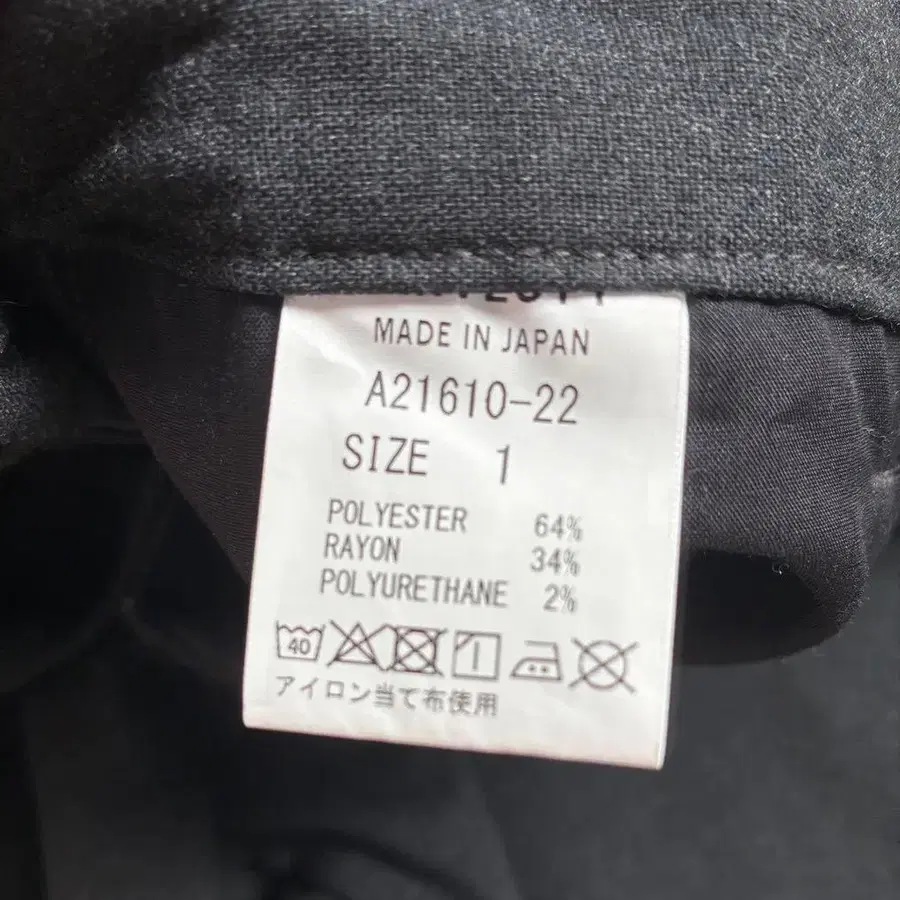 MADE IN JAPAN
A21610-22
SIZE 1
POLYESTER 64%
RAYON 34%
POLYURETHANE 2%
40
アイロン当て布使用